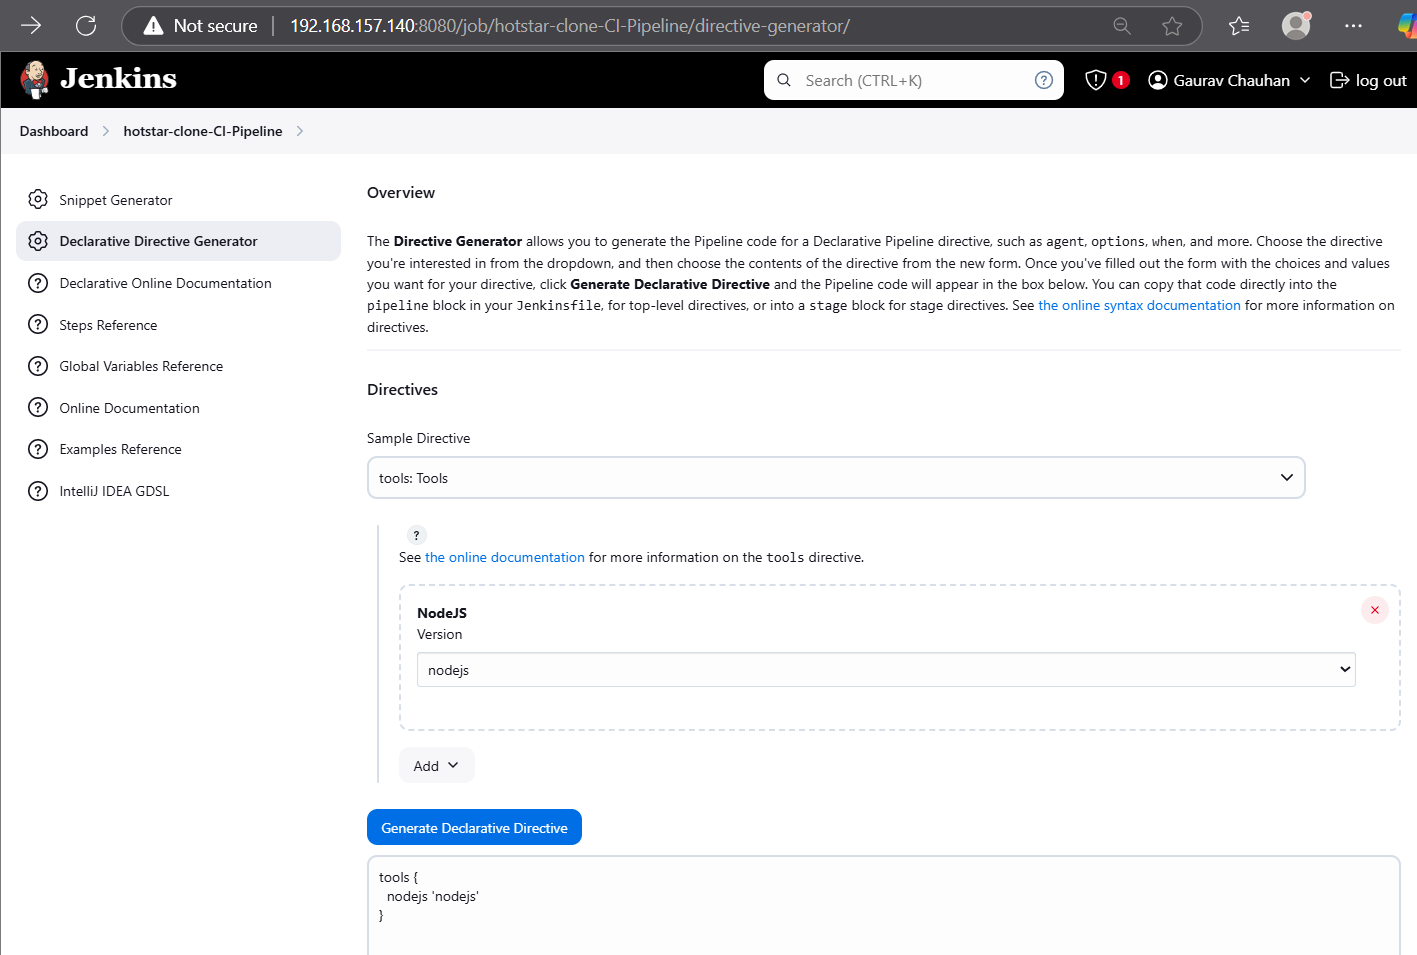 Not secure
192.168.157.140:8080/job/hotstar-clone-CI-Pipeline/directive-generator/
Jenkins
Search (CTRL+K)
?
1
Gaurav Chauhan
log out
Dashboard
hotstar-clone-CI-Pipeline
Snippet Generator
Declarative Directive Generator
Declarative Online Documentation
Steps Reference
Global Variables Reference
Online Documentation
Examples Reference
IntelliJ IDEA GDSL
Overview
The Directive Generator allows you to generate the Pipeline code for a Declarative Pipeline directive, such as agent, options, when, and more. Choose the directive
you're interested in from the dropdown, and then choose the contents of the directive from the new form. Once you've filled out the form with the choices and values
you want for your directive, click Generate Declarative Directive and the Pipeline code will appear in the box below. You can copy that code directly into the
pipeline block in your Jenkinsfile, for top-level directives, or into a stage block for stage directives. See the online syntax documentation for more information on
directives.
Directives
Sample Directive
tools: Tools
?
See the online documentation for more information on the tools directive.
NodeJS
Version
nodejs
Add
Generate Declarative Directive
tools {
  nodejs 'nodejs'
}